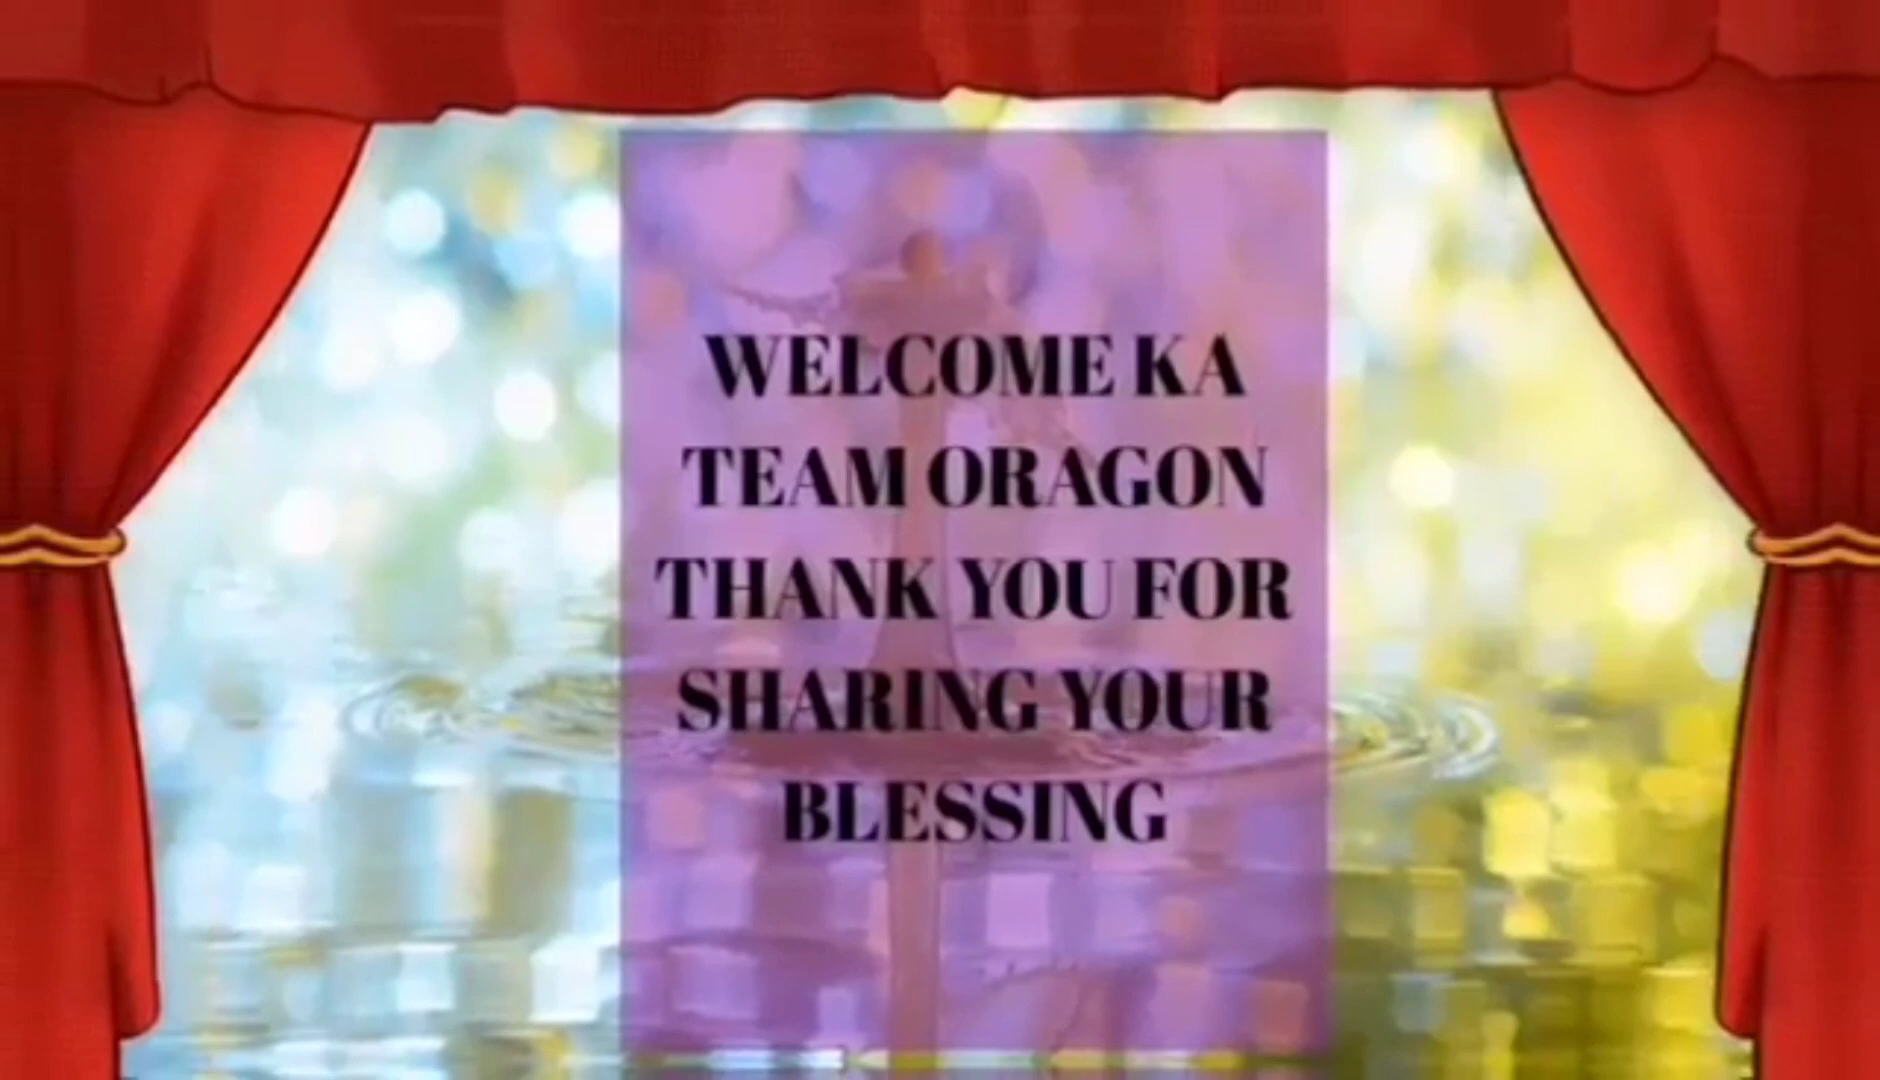 WELCOME KA
TEAM ORAGON
THANK YOU FOR
SHARING YOUR
BLESSING